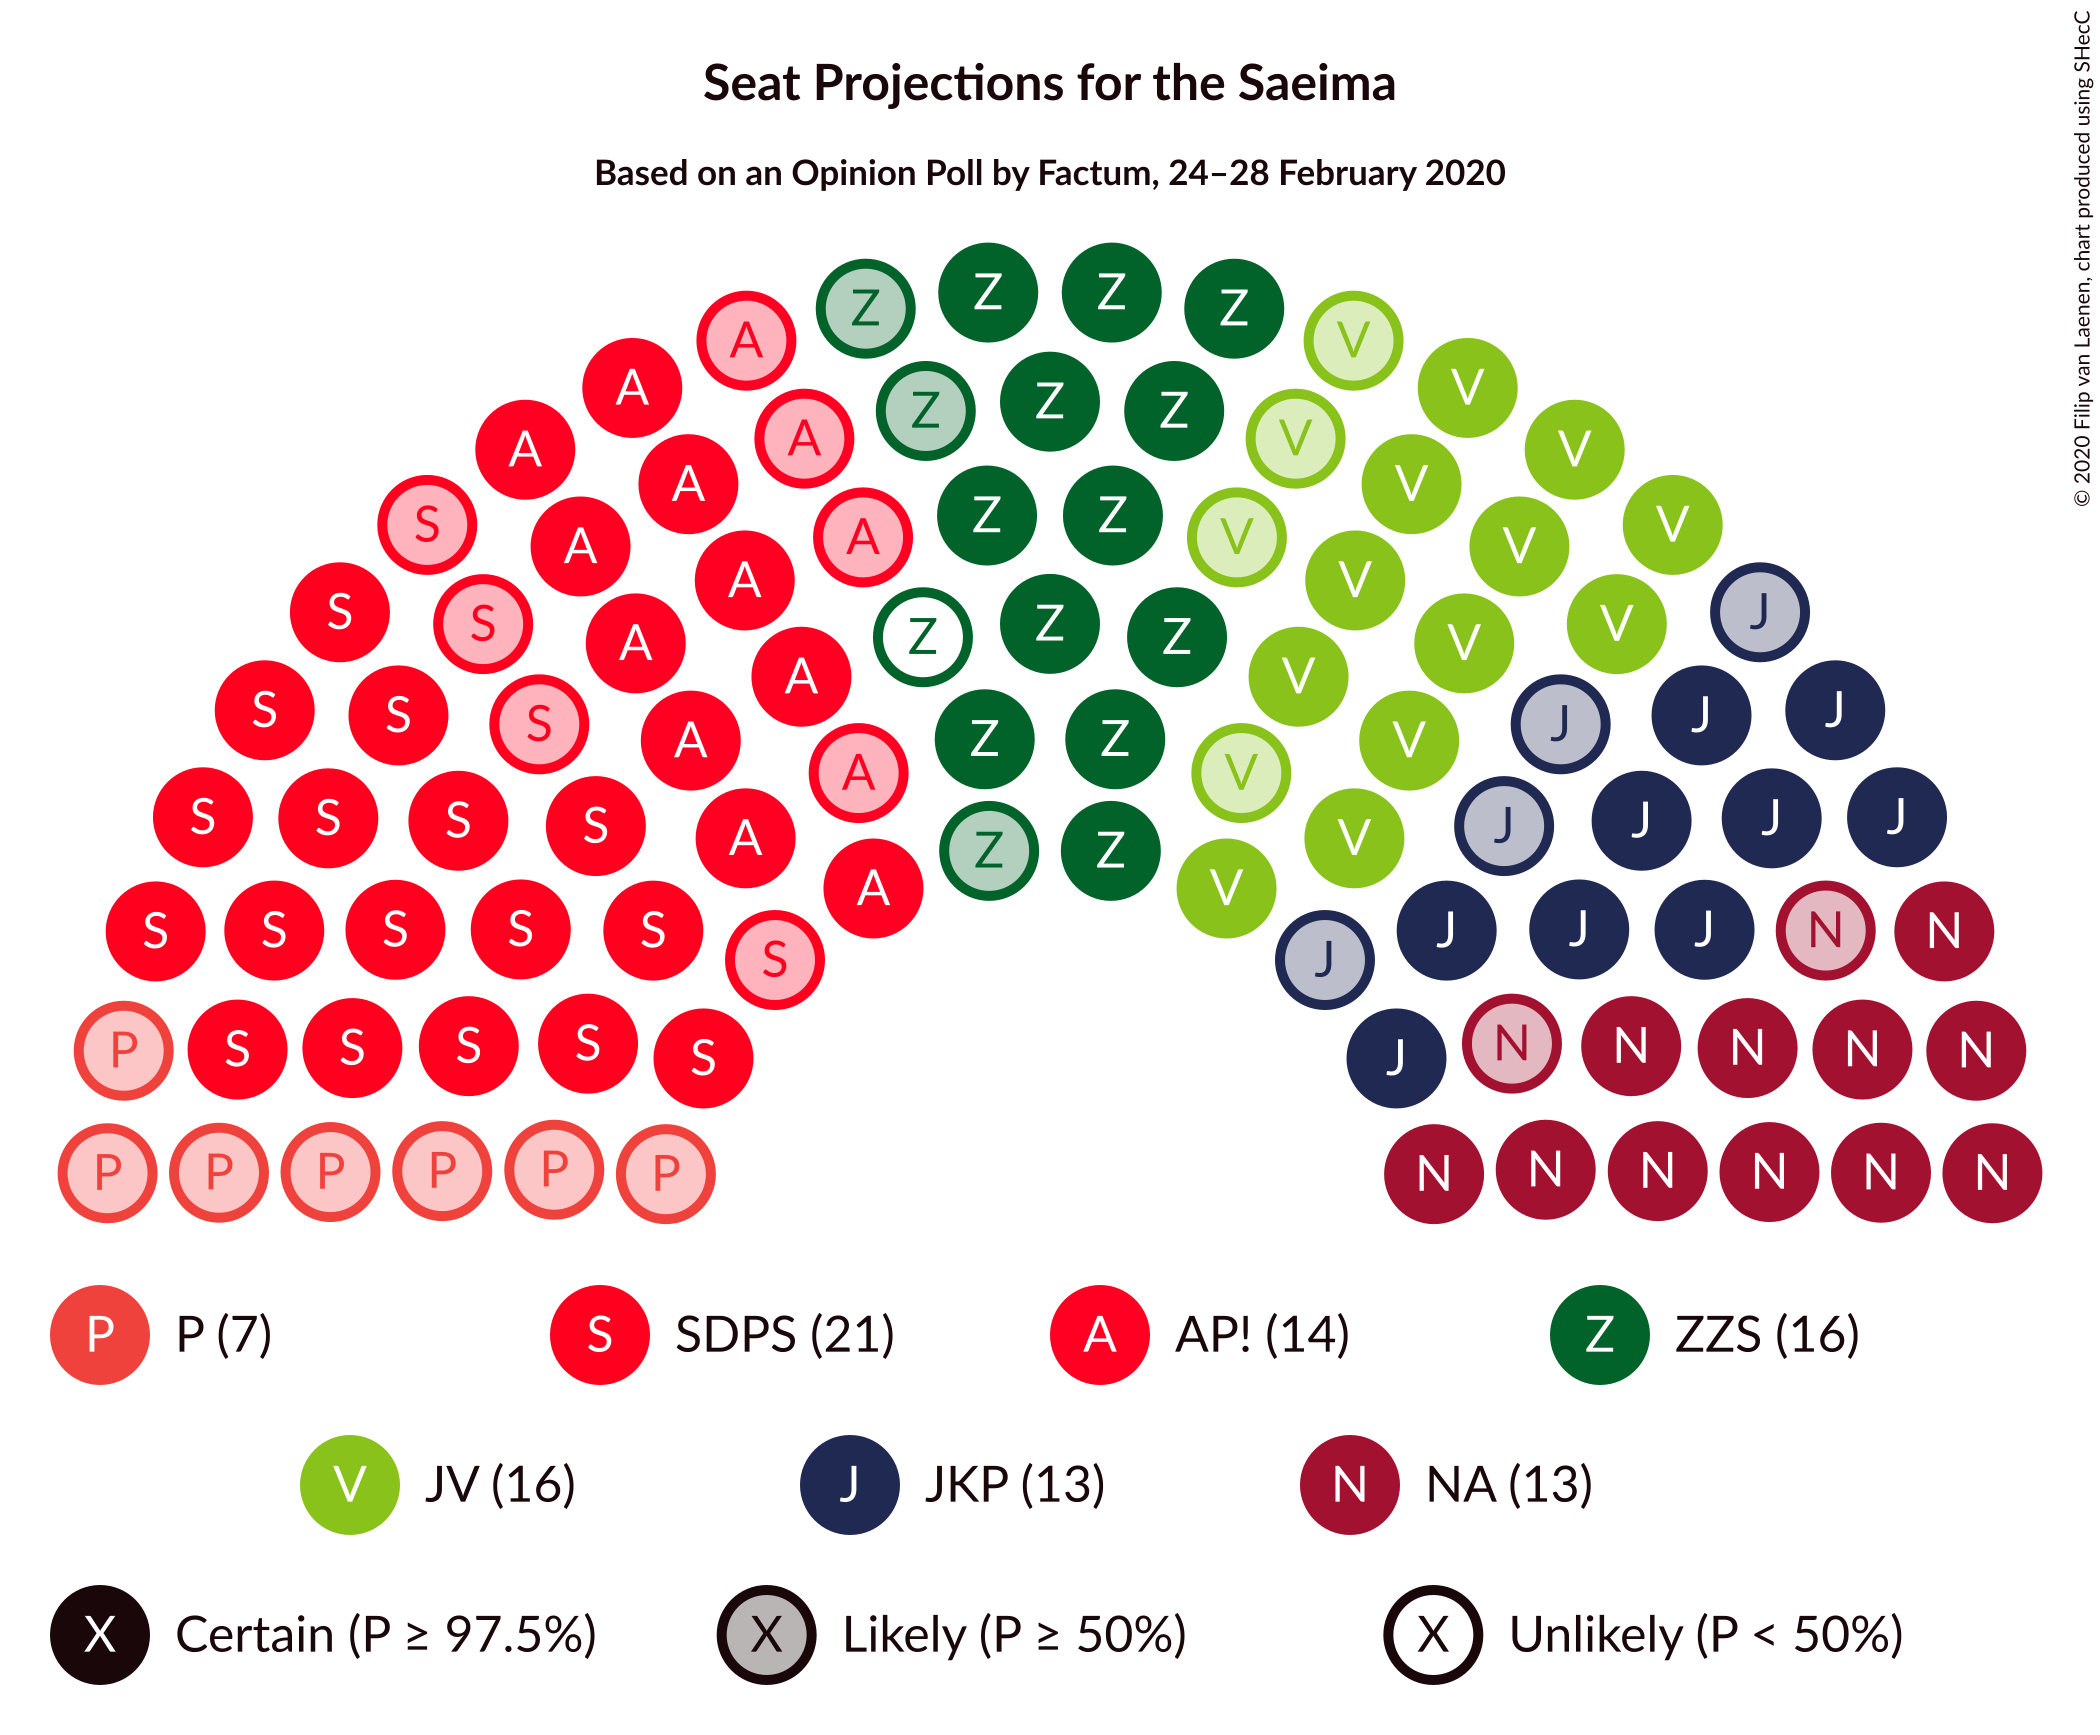 Seat Projections for the Saeima
Based on an Opinion Poll by Factum, 24–28 February 2020
© 2020 Filip van Laenen, chart produced using SHecC
Z Z Z Z
A V
A V
Z Z Z
A V
A V
A V
Z Z
A V
S V
A V
A V
S J
Z Z Z
S V
A V
A V
S J
S J
S J
Z Z
A V
S J
A V
S J
S J
S J
S J
A V
Z Z
A V
S S S S J J N N
S J
P S S S S N N N N N
S J
P P P P P P N N N N N N
P P (7) S SDPS (21) A AP! (14) Z ZZS (16)
V JV (16) J JKP (13) N NA (13)
X Certain (P ≥ 97.5%) X Likely (P ≥ 50%) X Unlikely (P < 50%)